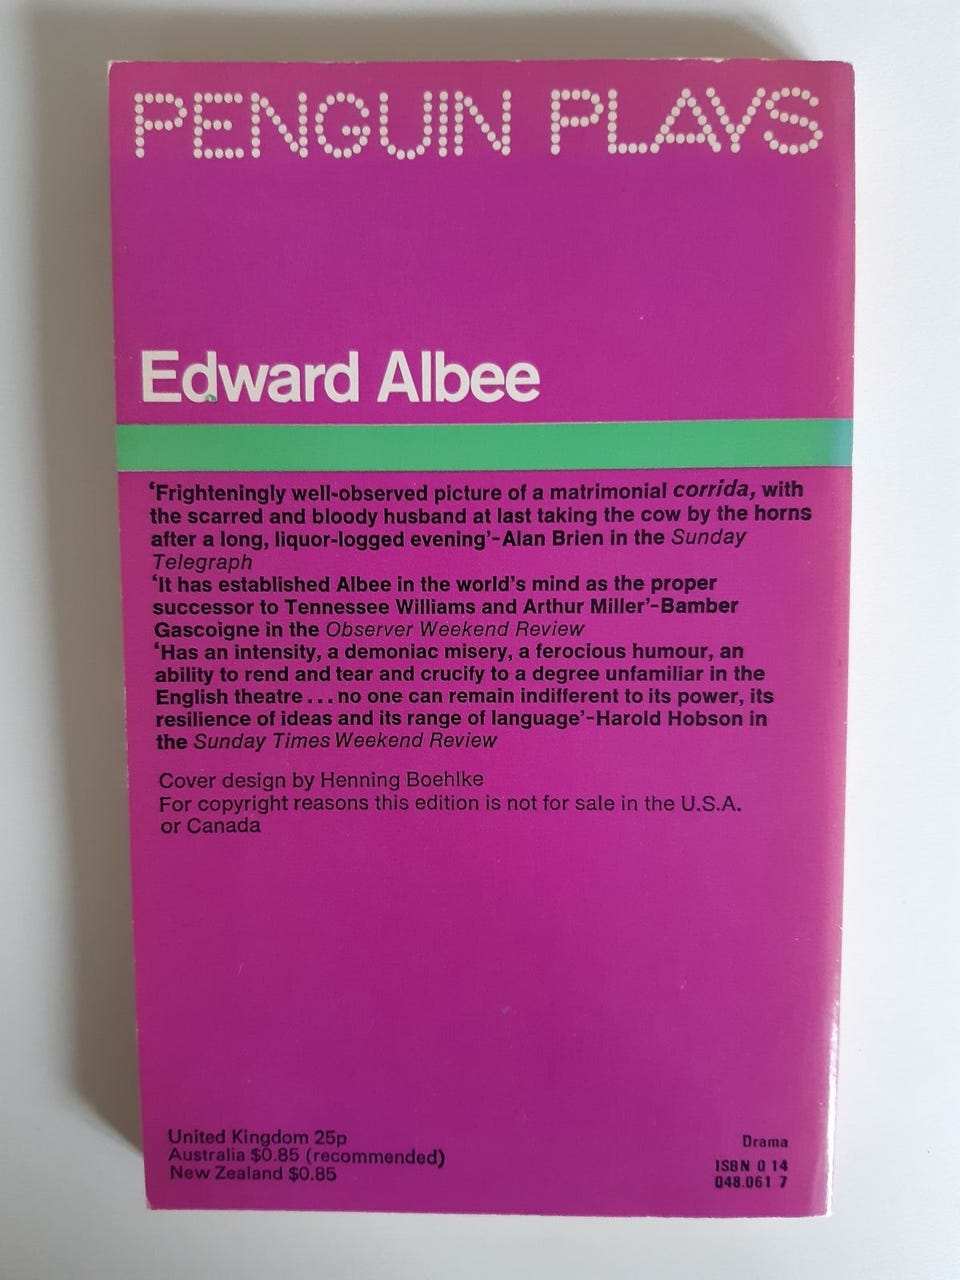 PENGUIN PLAYS
Edward Albee
‘Frighteningly well-observed picture of a matrimonial corrida, with
the scarred and bloody husband at last taking the cow by the horns
after a long, liquor-logged evening’–Alan Brien in the Sunday
Telegraph
‘It has established Albee in the world’s mind as the proper
successor to Tennessee Williams and Arthur Miller’–Bamber
Gascoigne in the Observer Weekend Review
‘Has an intensity, a demoniac misery, a ferocious humour, an
ability to rend and tear and crucify to a degree unfamiliar in the
English theatre . . . no one can remain indifferent to its power, its
resilience of ideas and its range of language’–Harold Hobson in
the Sunday Times Weekend Review
Cover design by Henning Boehlke
For copyright reasons this edition is not for sale in the U.S.A.
or Canada
United Kingdom 25p
Australia $0.85 (recommended)
New Zealand $0.85
Drama
ISBN 0 14
048.061 7